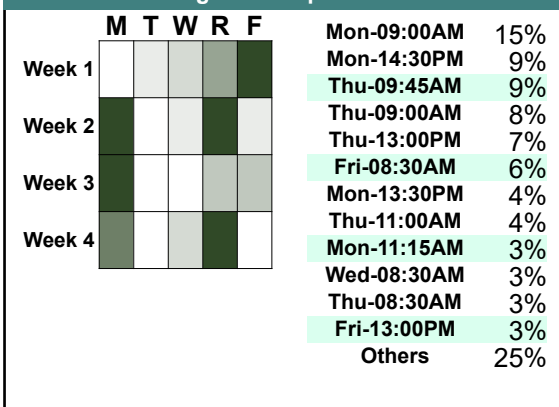 M T W R F
Week 1
Week 2
Week 3
Week 4
Mon-09:00AM 15%
Mon-14:30PM 9%
Thu-09:45AM 9%
Thu-09:00AM 8%
Thu-13:00PM 7%
Fri-08:30AM 6%
Mon-13:30PM 4%
Thu-11:00AM 4%
Mon-11:15AM 3%
Wed-08:30AM 3%
Thu-08:30AM 3%
Fri-13:00PM 3%
Others 25%